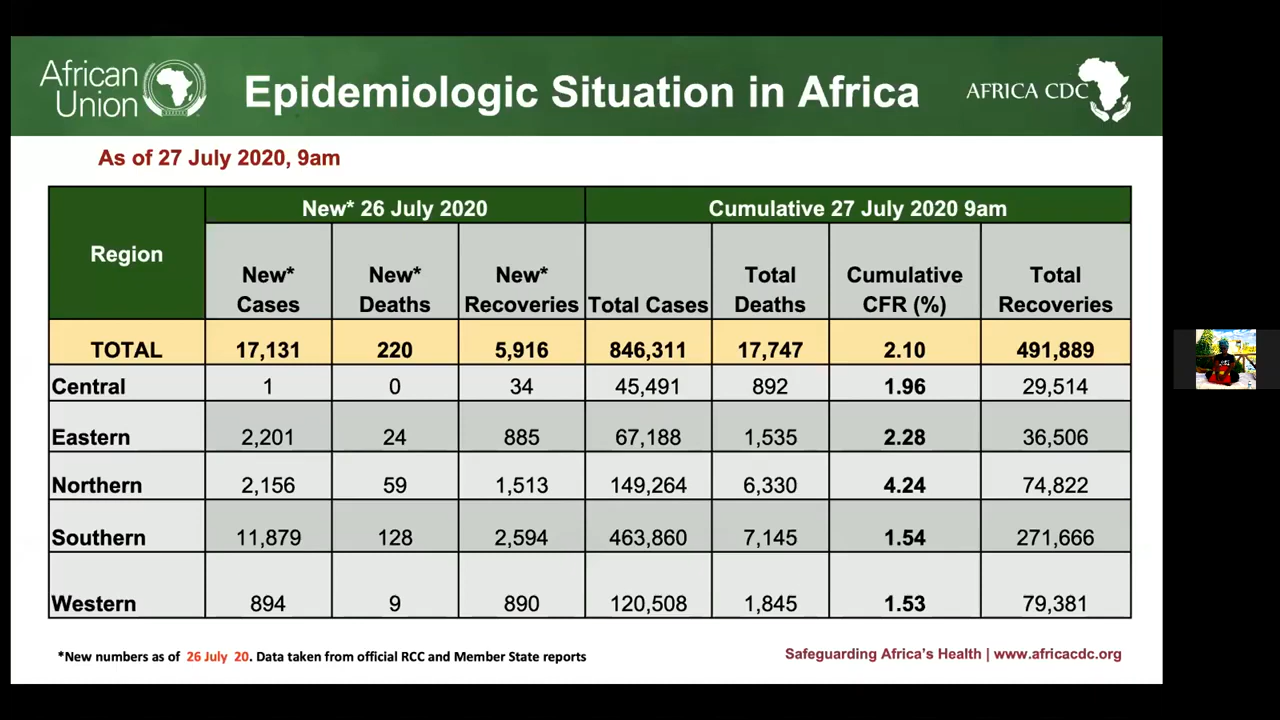 African
Union
Epidemiologic Situation in Africa
AFRICA CDC
As of 27 July 2020, 9am
Region New* 26 July 2020 Cumulative 27 July 2020 9am
New* Cases New* Deaths New* Recoveries Total Cases Total Deaths Cumulative CFR (%) Total Recoveries
TOTAL 17,131 220 5,916 846,311 17,747 2.10 491,889
Central 1 0 34 45,491 892 1.96 29,514
Eastern 2,201 24 885 67,188 1,535 2.28 36,506
Northern 2,156 59 1,513 149,264 6,330 4.24 74,822
Southern 11,879 128 2,594 463,860 7,145 1.54 271,666
Western 894 9 890 120,508 1,845 1.53 79,381
*New numbers as of 26 July 20. Data taken from official RCC and Member State reports
Safeguarding Africa's Health | www.africacdc.org